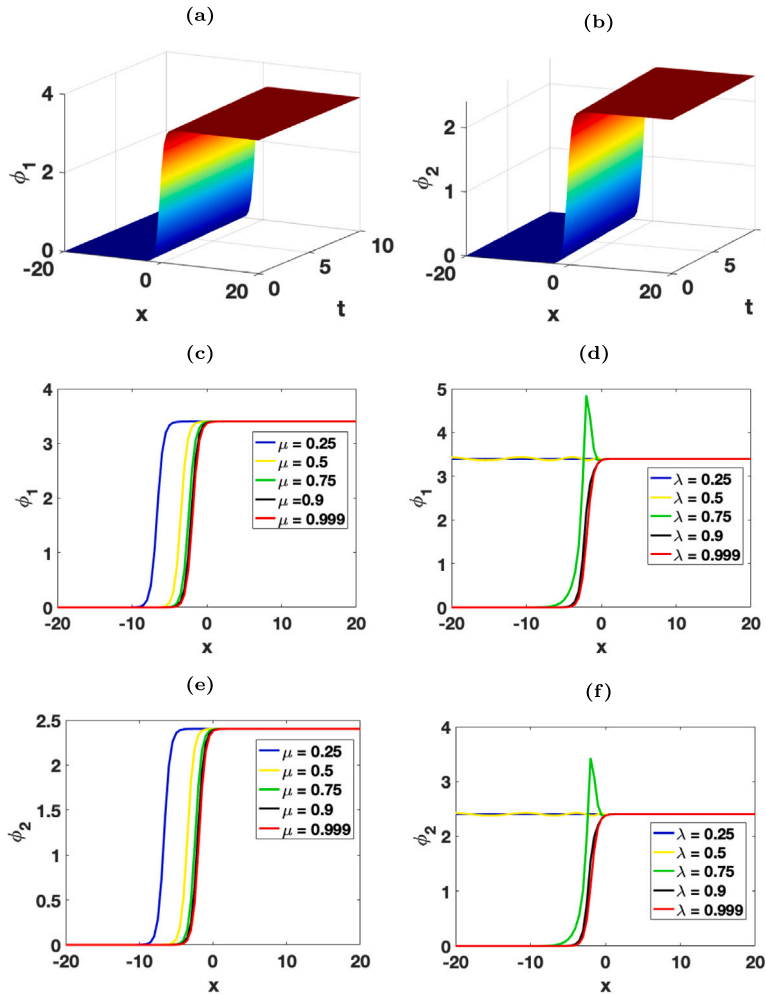 (a)
(b)
4
2
0
ϕ1
-20
0
20
x
0
5
10
t
2
1
0
ϕ2
-20
0
20
x
0
5
t
(c)
(d)
4
3
2
1
0
ϕ1
-20
-10
0
10
20
x
μ = 0.25
μ = 0.5
μ = 0.75
μ =0.9
μ = 0.999
5
4
3
2
1
0
ϕ1
-20
-10
0
10
20
x
λ = 0.25
λ = 0.5
λ = 0.75
λ = 0.9
λ = 0.999
(e)
(f)
2.5
2
1.5
1
0.5
0
ϕ2
-20
-10
0
10
20
x
μ = 0.25
μ = 0.5
μ = 0.75
μ = 0.9
μ = 0.999
4
3
2
1
0
ϕ2
-20
-10
0
10
20
x
λ = 0.25
λ = 0.5
λ = 0.75
λ = 0.9
λ = 0.999